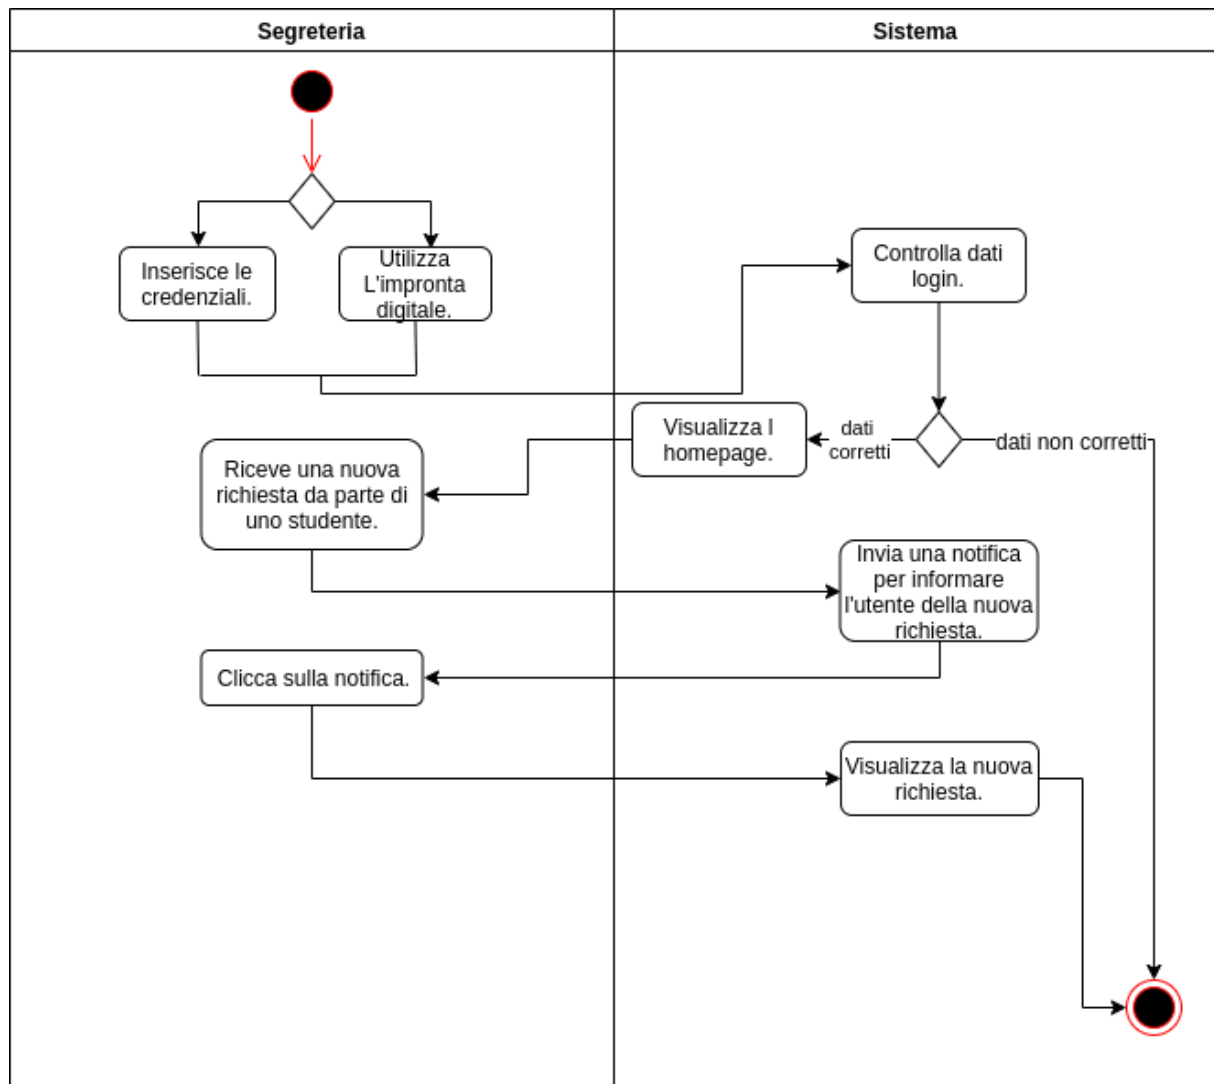 Segreteria
Sistema
Inserisce le
credenziali.
Utilizza
L'impronta
digitale.
Controlla dati
login.
Visualizza l
homepage.
dati
corretti
dati non corretti
Riceve una nuova
richiesta da parte di
uno studente.
Invia una notifica
per informare
l'utente della nuova
richiesta.
Clicca sulla notifica.
Visualizza la nuova
richiesta.